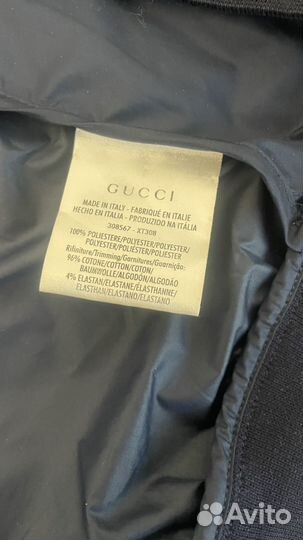 GUCCI
MADE IN ITALY - FABRIQUÉ EN ITALIE
HECHO EN ITALIA - PRODUZIDO NA ITÁLIA
308567 - XT308
100% POLIESTERE/POLYESTER/POLYESTER/
POLYESTER/POLIÉSTER/POLIÉSTER
Rifiniture/Trimming/Garnitures/Guarnição:
96% COTONE/COTTON/COTON/
BAUMWOLLE/ALGODÓN/ALGODÃO
4% ELASTAN/ELASTANE/ÉLASTHANNE/
ELASTHAN/ELASTANO/ELASTANO
Avito